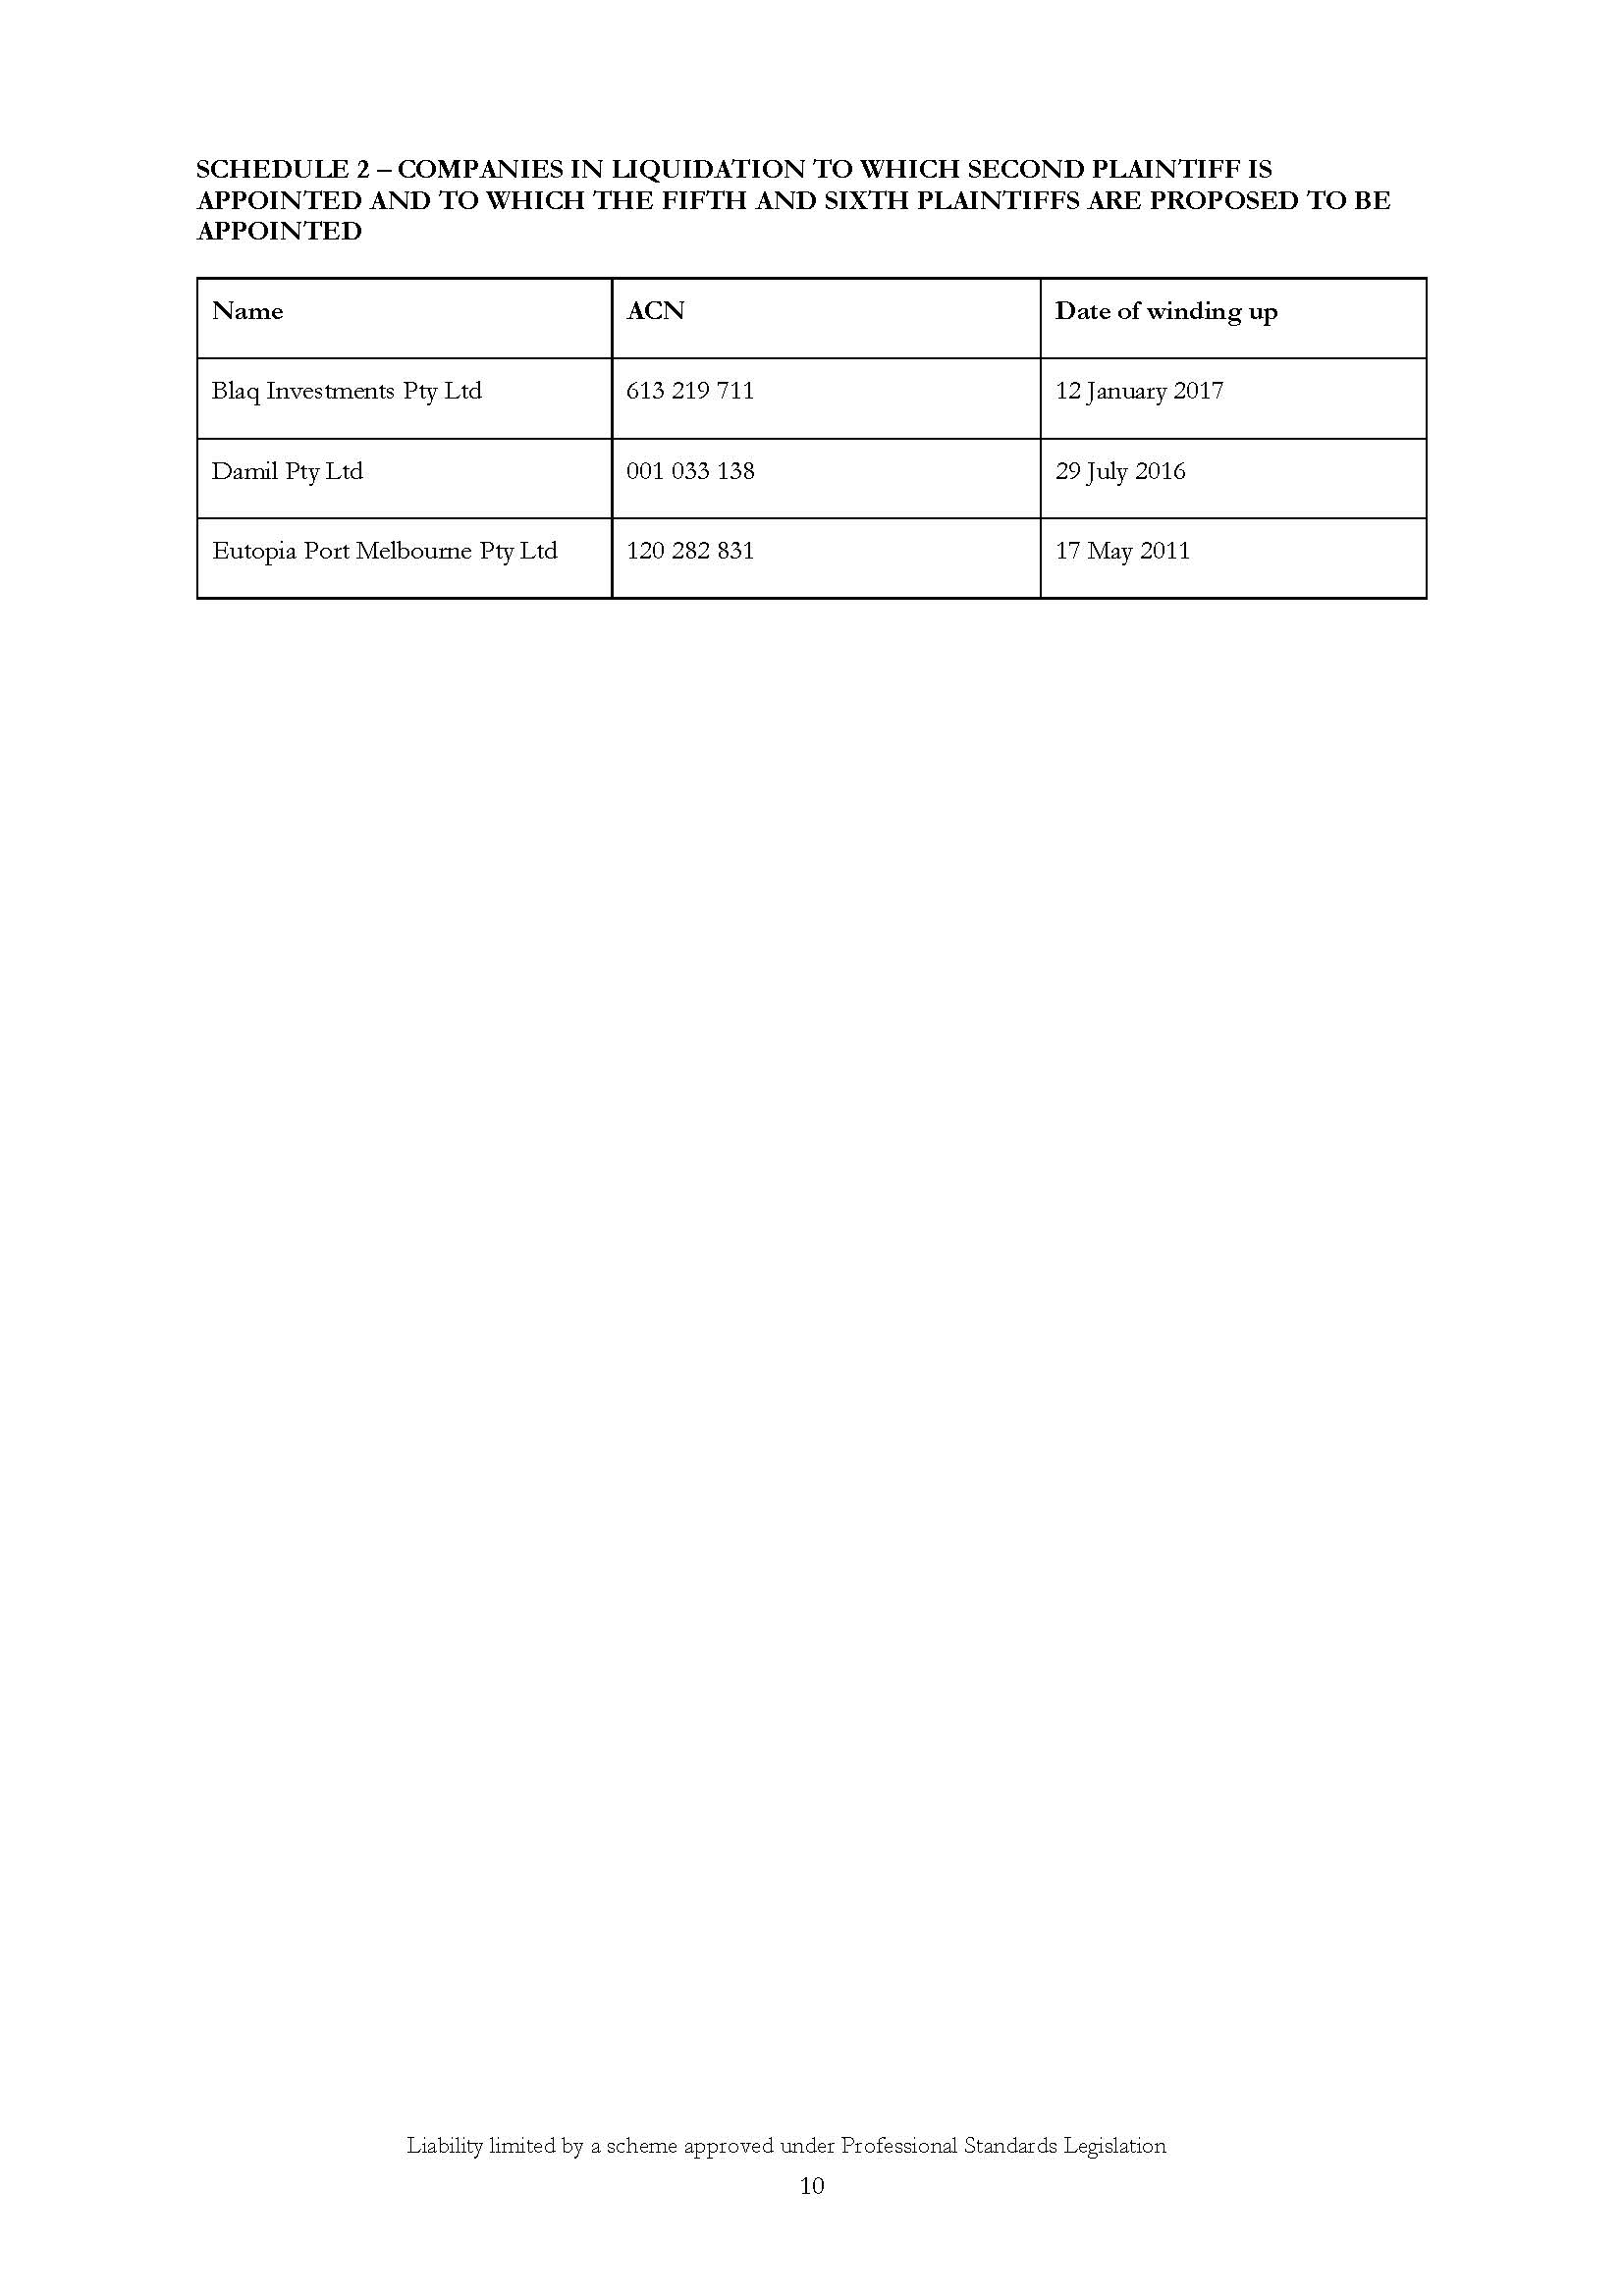 SCHEDULE 2 – COMPANIES IN LIQUIDATION TO WHICH SECOND PLAINTIFF IS
APPOINTED AND TO WHICH THE FIFTH AND SIXTH PLAINTIFFS ARE PROPOSED TO BE
APPOINTED
Name ACN Date of winding up
Blaq Investments Pty Ltd 613 219 711 12 January 2017
Damil Pty Ltd 001 033 138 29 July 2016
Eutopia Port Melbourne Pty Ltd 120 282 831 17 May 2011
Liability limited by a scheme approved under Professional Standards Legislation
10